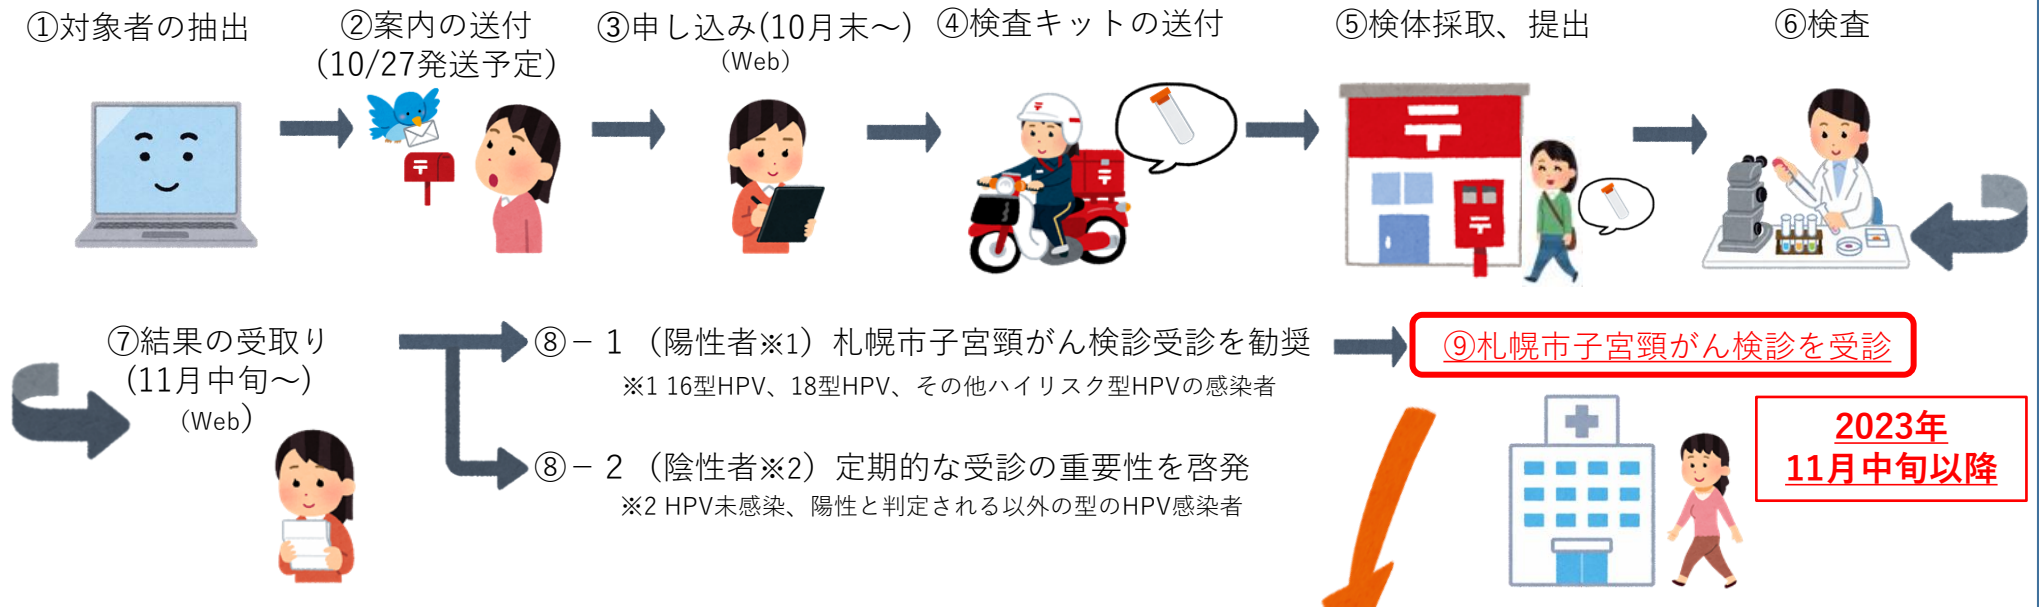 ①対象者の抽出
②案内の送付
(10/27発送予定)
③申し込み(10月末～)
(Web)
④検査キットの送付
⑤検体採取、提出
⑥検査
⑦結果の受取り
(11月中旬～)
(Web)
⑧－１（陽性者※1）札幌市子宮頸がん検診受診を勧奨
※1 16型HPV、18型HPV、その他ハイリスク型HPVの感染者
⑧－２（陰性者※2）定期的な受診の重要性を啓発
※2 HPV未感染、陽性と判定される以外の型のHPV感染者
⑨札幌市子宮頸がん検診を受診
2023年
11月中旬以降